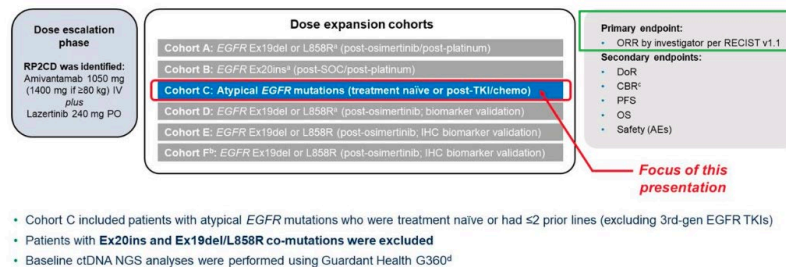 Dose escalation
phase
RP2CD was identified:
Amivantamab 1050 mg
(1400 mg if ≥80 kg) IV
plus
Lazertinib 240 mg PO
Dose expansion cohorts
Cohort A: EGFR Ex19del or L858Rᵃ (post-osimertinib/post-platinum)
Cohort B: EGFR Ex20insᵃ (post-SOC/post-platinum)
Cohort C: Atypical EGFR mutations (treatment naïve or post-TKI/chemo)
Cohort D: EGFR Ex19del or L858Rᵃ (post-osimertinib; biomarker validation)
Cohort E: EGFR Ex19del or L858R (post-osimertinib; IHC biomarker validation)
Cohort Fᵇ: EGFR Ex19del or L858R (post-osimertinib; IHC biomarker validation)
Primary endpoint:
• ORR by investigator per RECIST v1.1
Secondary endpoints:
• DoR
• CBRᶜ
• PFS
• OS
• Safety (AEs)
Focus of this
presentation
• Cohort C included patients with atypical EGFR mutations who were treatment naïve or had ≤2 prior lines (excluding 3rd-gen EGFR TKIs)
• Patients with Ex20ins and Ex19del/L858R co-mutations were excluded
• Baseline ctDNA NGS analyses were performed using Guardant Health G360ᵈ